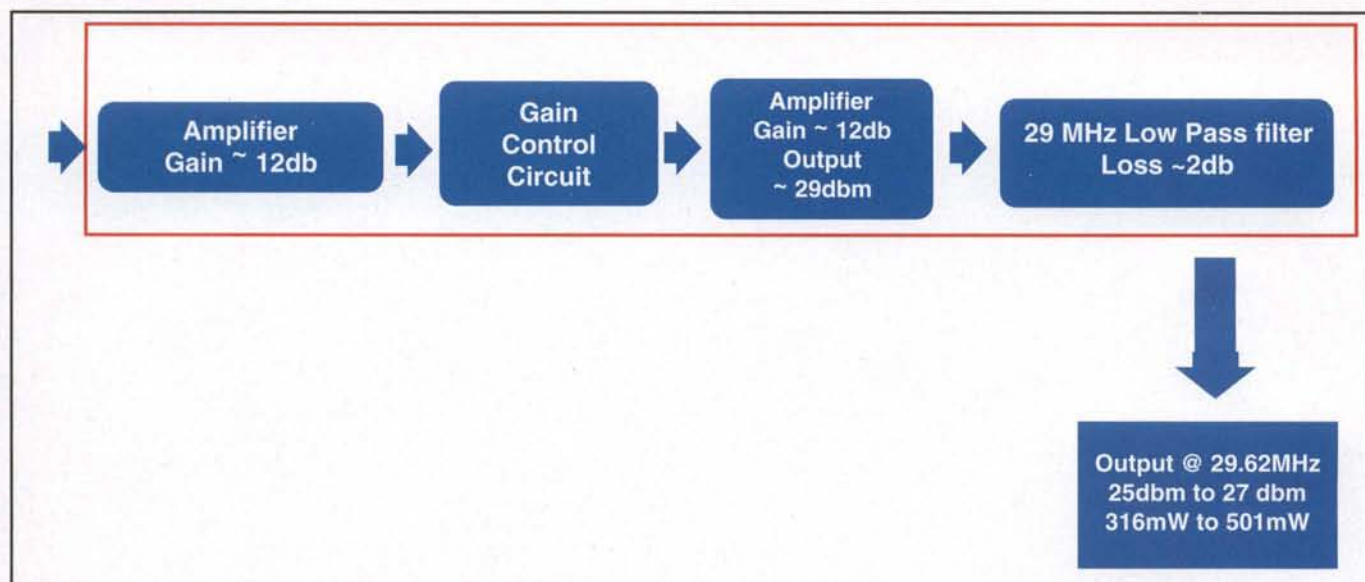 Amplifier
Gain ~ 12db
Gain
Control
Circuit
Amplifier
Gain ~ 12db
Output
~ 29dbm
29 MHz Low Pass filter
Loss ~2db
Output @ 29.62MHz
25dbm to 27 dbm
316mW to 501mW